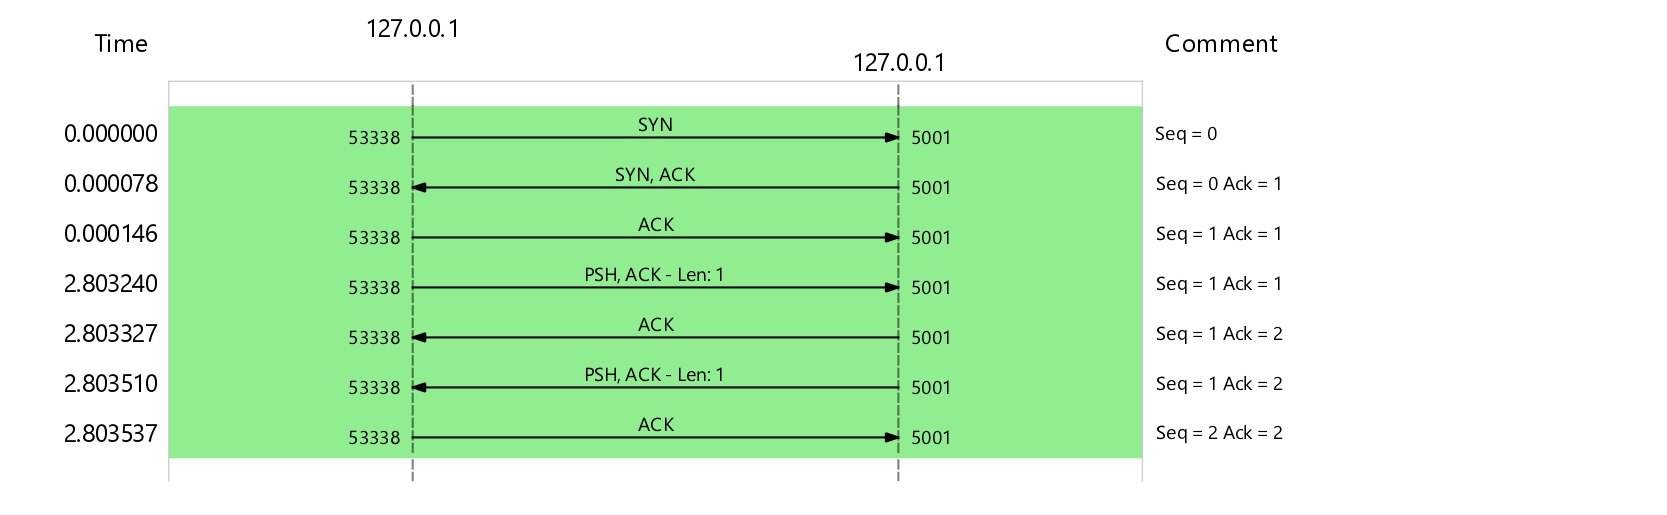 127.0.0.1
Time Comment
127.0.0.1
SYN
0.000000 53338 5001 Seq = 0
SYN, ACK
0.000078 53338 5001 Seq = 0 Ack = 1
ACK
0.000146 53338 5001 Seq = 1 Ack = 1
PSH, ACK - Len: 1
2.803240 53338 5001 Seq = 1 Ack = 1
ACK
2.803327 53338 5001 Seq = 1 Ack = 2
PSH, ACK - Len: 1
2.803510 53338 5001 Seq = 1 Ack = 2
ACK
2.803537 53338 5001 Seq = 2 Ack = 2